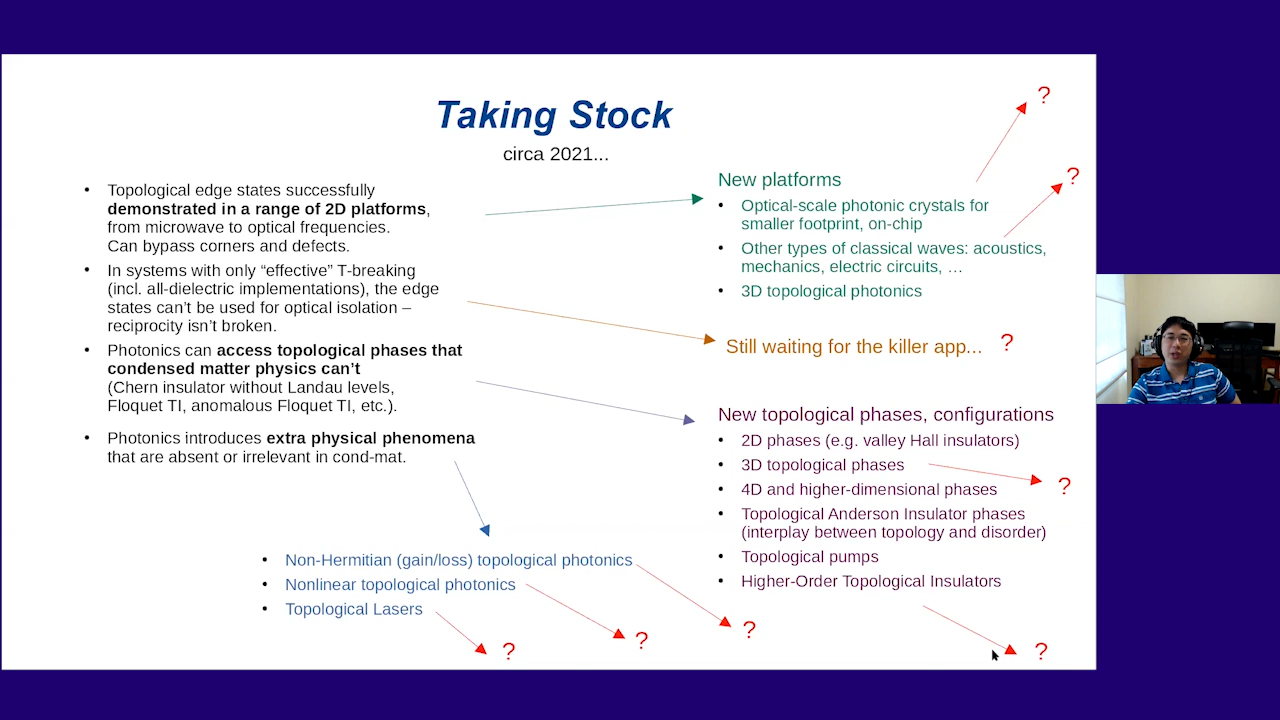 Taking Stock
circa 2021...
• Topological edge states successfully
demonstrated in a range of 2D platforms,
from microwave to optical frequencies.
Can bypass corners and defects.
• In systems with only “effective” T-breaking
(incl. all-dielectric implementations), the edge
states can’t be used for optical isolation –
reciprocity isn’t broken.
• Photonics can access topological phases that
condensed matter physics can’t
(Chern insulator without Landau levels,
Floquet TI, anomalous Floquet TI, etc.).
• Photonics introduces extra physical phenomena
that are absent or irrelevant in cond-mat.
• Non-Hermitian (gain/loss) topological photonics
• Nonlinear topological photonics
• Topological Lasers
?
?
?
New platforms
• Optical-scale photonic crystals for
smaller footprint, on-chip
• Other types of classical waves: acoustics,
mechanics, electric circuits, …
• 3D topological photonics
?
?
Still waiting for the killer app... ?
New topological phases, configurations
• 2D phases (e.g. valley Hall insulators)
• 3D topological phases
?
• 4D and higher-dimensional phases
• Topological Anderson Insulator phases
(interplay between topology and disorder)
• Topological pumps
• Higher-Order Topological Insulators
?